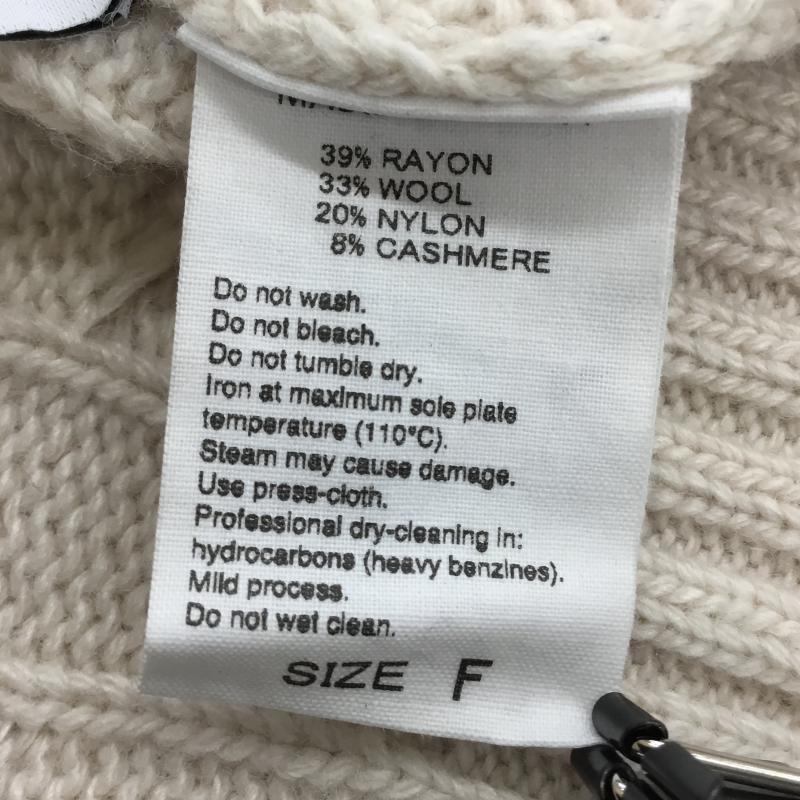 39% RAYON
33% WOOL
20% NYLON
8% CASHMERE
Do not wash.
Do not bleach.
Do not tumble dry.
Iron at maximum sole plate
temperature (110°C).
Steam may cause damage.
Use press-cloth.
Professional dry-cleaning in:
hydrocarbons (heavy benzines).
Mild process.
Do not wet clean.
SIZE F